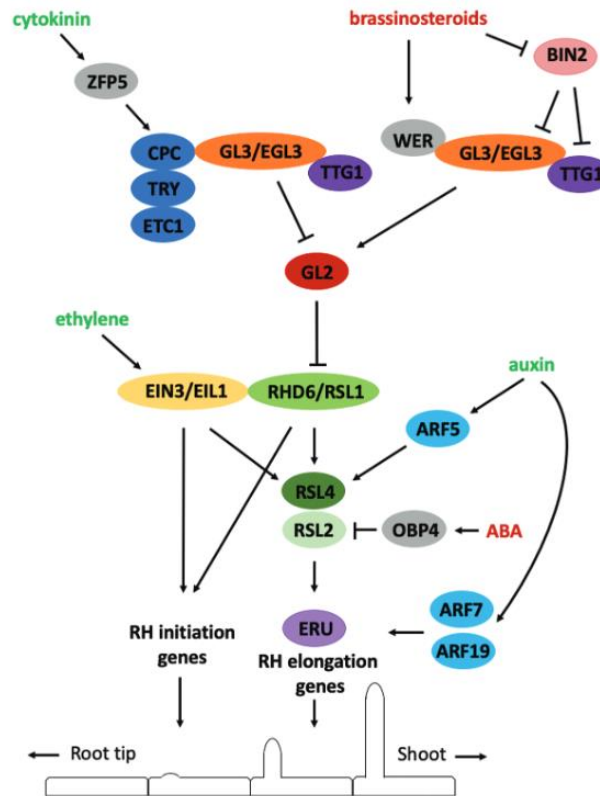 cytokinin
brassinosteroids
ZFP5
BIN2
CPC
GL3/EGL3
TTG1
TRY
ETC1
WER
GL3/EGL3
TTG1
GL2
ethylene
auxin
EIN3/EIL1
RHD6/RSL1
ARF5
RSL4
RSL2
OBP4
ABA
ARF7
ARF19
ERU
RH initiation
genes
RH elongation
genes
Root tip
Shoot